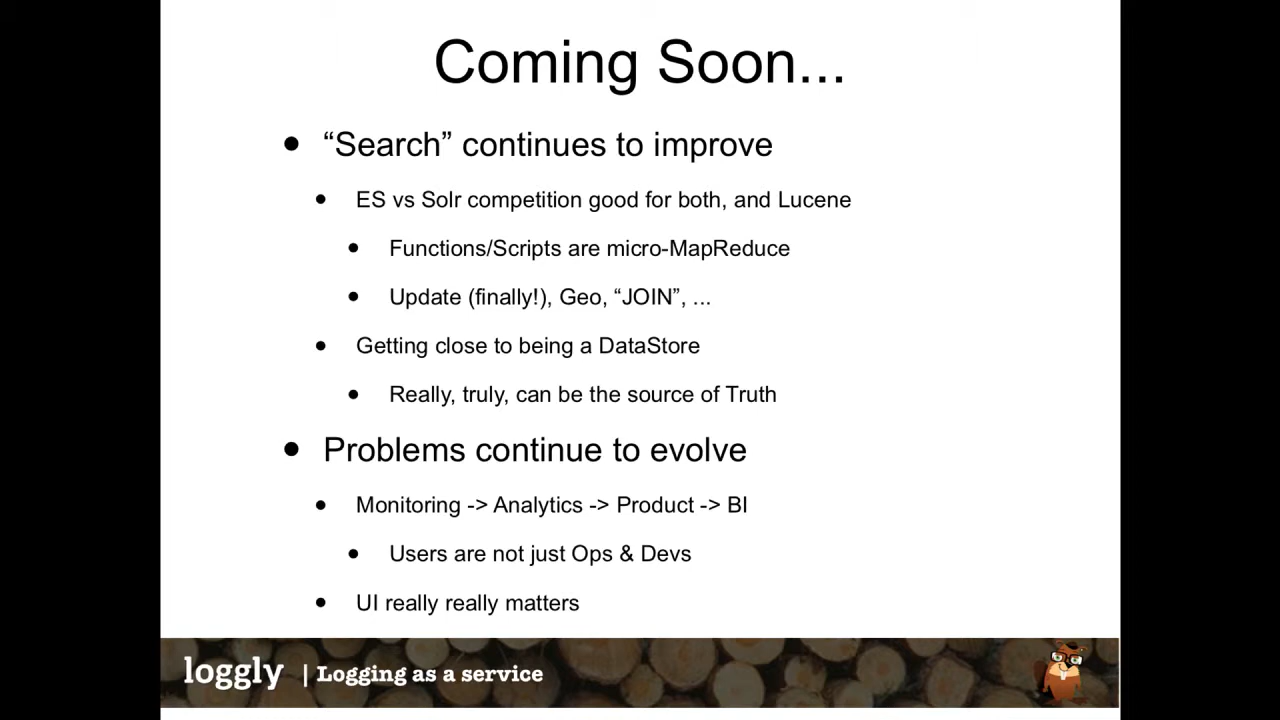 Coming Soon...
• “Search” continues to improve
• ES vs Solr competition good for both, and Lucene
• Functions/Scripts are micro-MapReduce
• Update (finally!), Geo, “JOIN”, ...
• Getting close to being a DataStore
• Really, truly, can be the source of Truth
• Problems continue to evolve
• Monitoring -> Analytics -> Product -> BI
• Users are not just Ops & Devs
• UI really really matters
loggly | Logging as a service